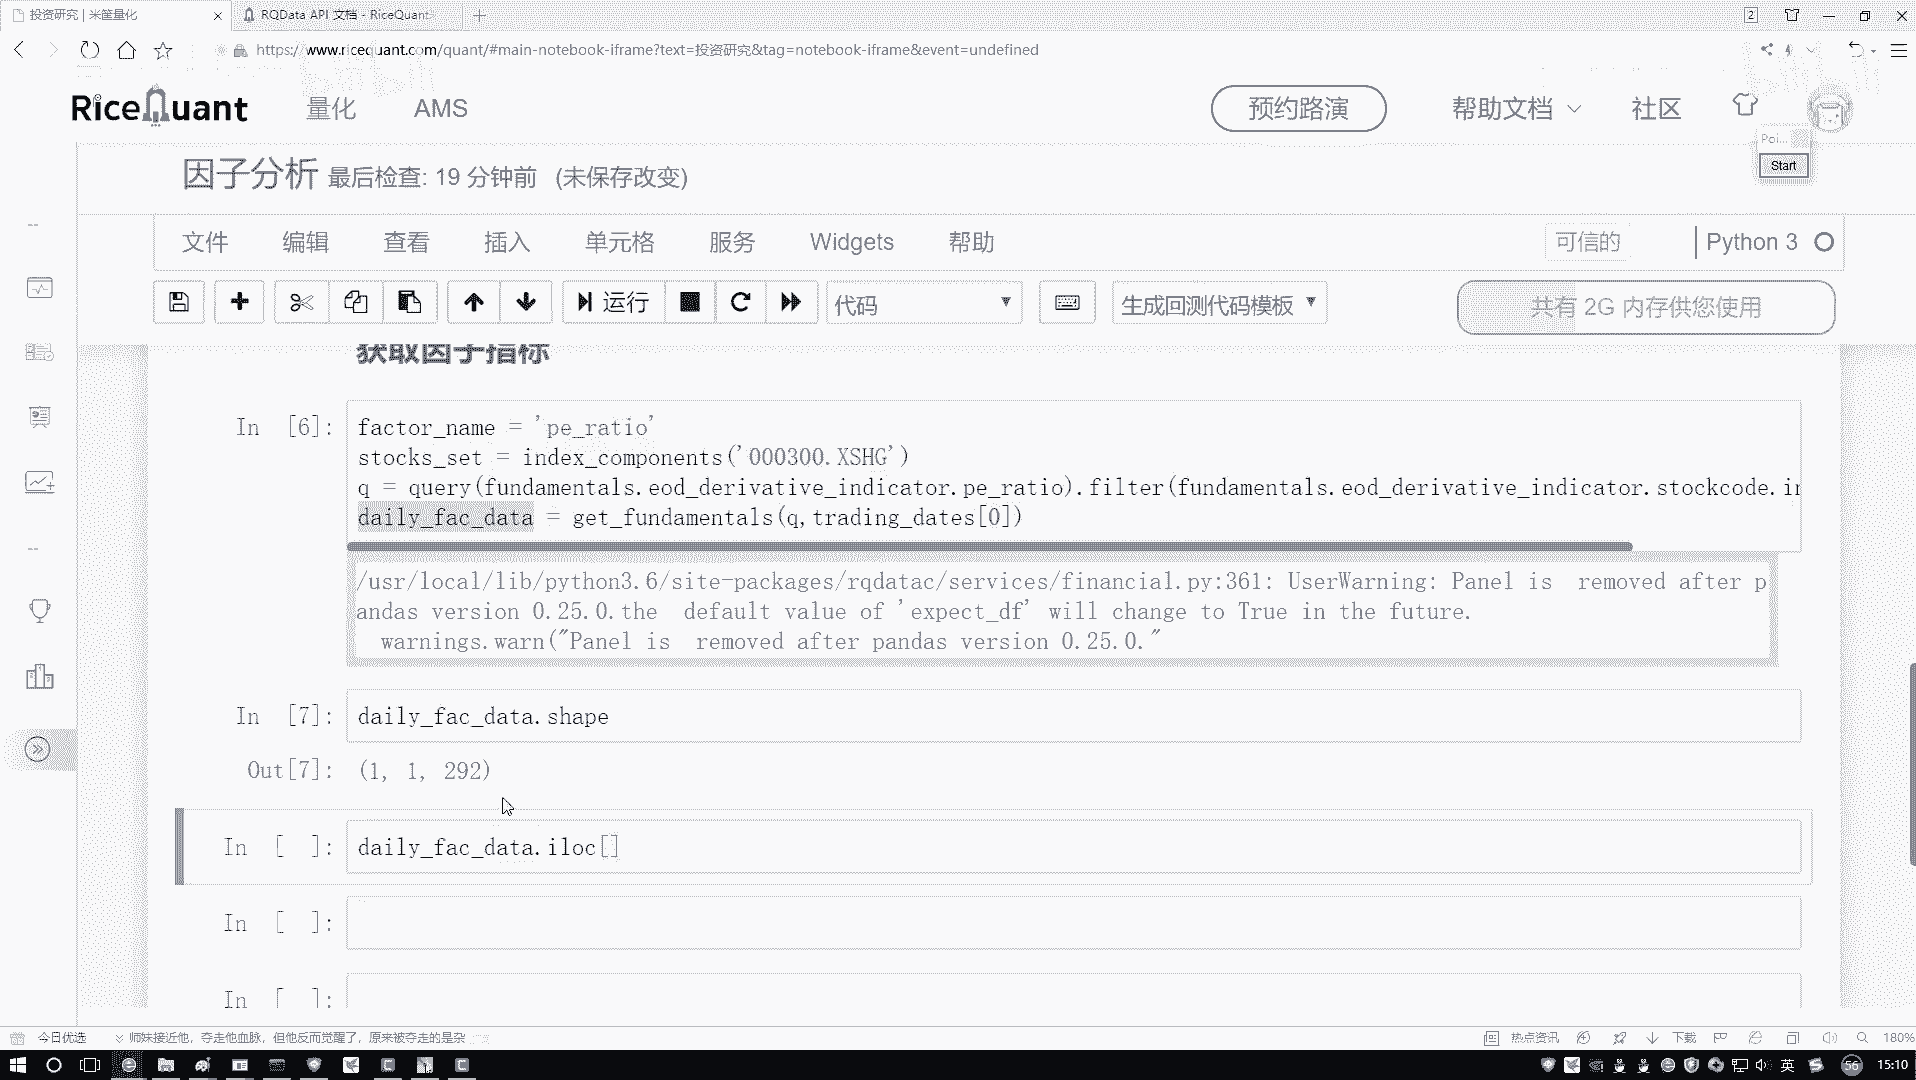 投资研究 | 米筐量化
RQData API 文档 - RiceQuant
2
https://www.ricequant.com/quant/#main-notebook-iframe?text=投资研究&tag=notebook-iframe&event=undefined
RiceQuant 量化 AMS 预约路演 帮助文档 社区
Poi...
Start
因子分析 最后检查: 19 分钟前 (未保存改变)
文件 编辑 查看 插入 单元格 服务 Widgets 帮助 可信的 Python 3
运行 代码 生成回测代码模板 共有 2G 内存供您使用
获取因子指标
In [6]: factor_name = 'pe_ratio'
stocks_set = index_components('000300.XSHG')
q = query(fundamentals.eod_derivative_indicator.pe_ratio).filter(fundamentals.eod_derivative_indicator.stockcode.in
daily_fac_data = get_fundamentals(q,trading_dates[0])
/usr/local/lib/python3.6/site-packages/rqdatac/services/financial.py:361: UserWarning: Panel is  removed after p
andas version 0.25.0.the  default value of 'expect_df' will change to True in the future.
warnings.warn("Panel is  removed after pandas version 0.25.0."
In [7]: daily_fac_data.shape
Out[7]: (1, 1, 292)
In [ ]: daily_fac_data.iloc[]
In [ ]:
In [ ]:
今日优选 师妹接近他，夺走他血脉，但他反而觉醒了，原来被夺走的是杂 热点资讯 下载 180%
英 56 15:10